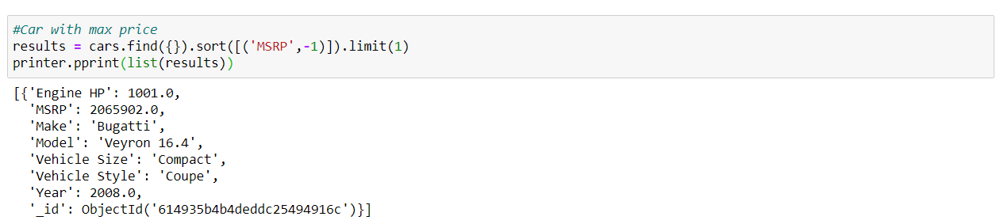 #Car with max price
results = cars.find({}).sort([('MSRP',-1)]).limit(1)
printer.pprint(list(results))
[{'Engine HP': 1001.0,
  'MSRP': 2065902.0,
  'Make': 'Bugatti',
  'Model': 'Veyron 16.4',
  'Vehicle Size': 'Compact',
  'Vehicle Style': 'Coupe',
  'Year': 2008.0,
  '_id': ObjectId('614935b4b4deddc25494916c')}]